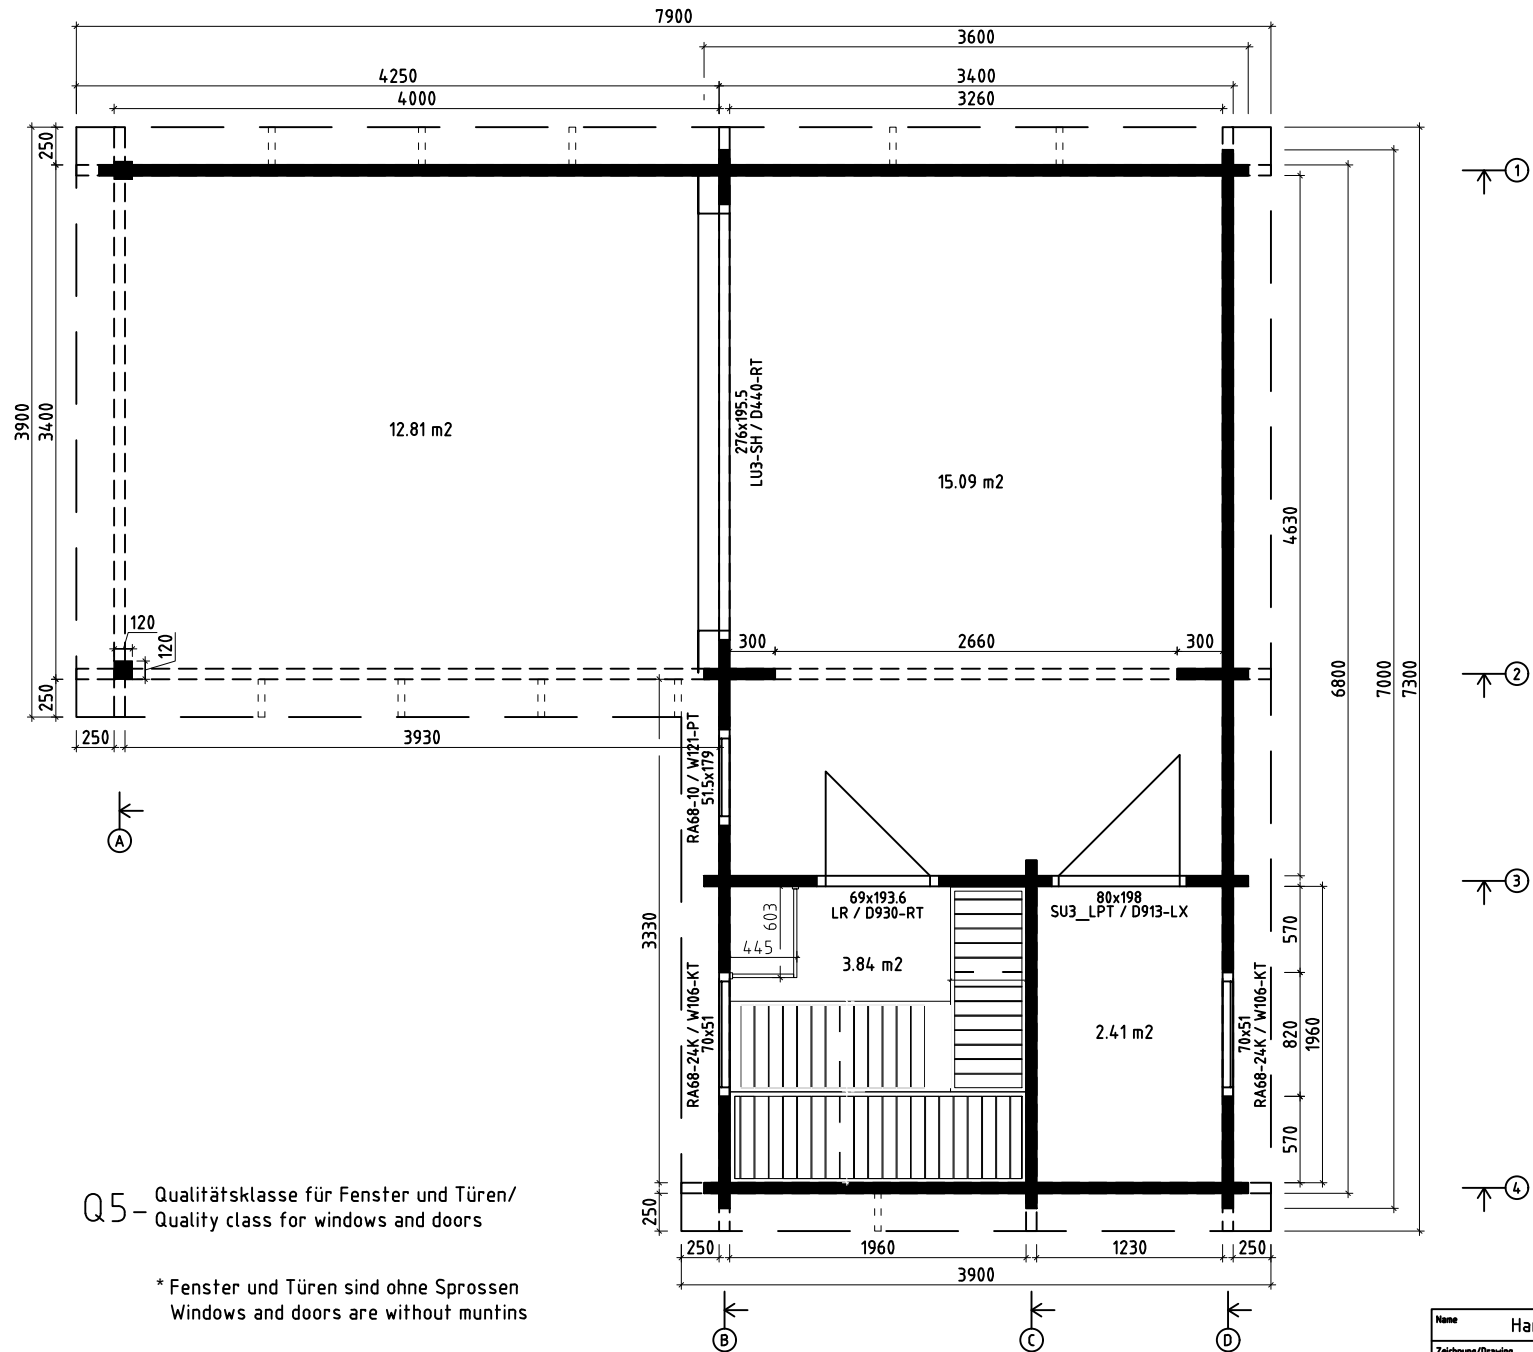 7900
3600
4250
3400
4000
3260
250
1
3900
3400
12.81 m2
276x195.5
LU3-SH / D440-RT
15.09 m2
4630
120
120
300
2660
300
6800
7000
7300
2
250
250
3930
RA68-10 / W121-PT
51.5x179
A
3
69x193.6
LR / D930-RT
80x198
SU3_LPT / D913-LX
603
445
3.84 m2
3330
570
RA68-24K / W106-KT
70x51
2.41 m2
70x51
RA68-24K / W106-KT
820
1960
570
4
Q5-
Qualitätsklasse für Fenster und Türen/
Quality class for windows and doors
250
250
1960
1230
250
3900
* Fenster und Türen sind ohne Sprossen
Windows and doors are without muntins
B
C
D
Name